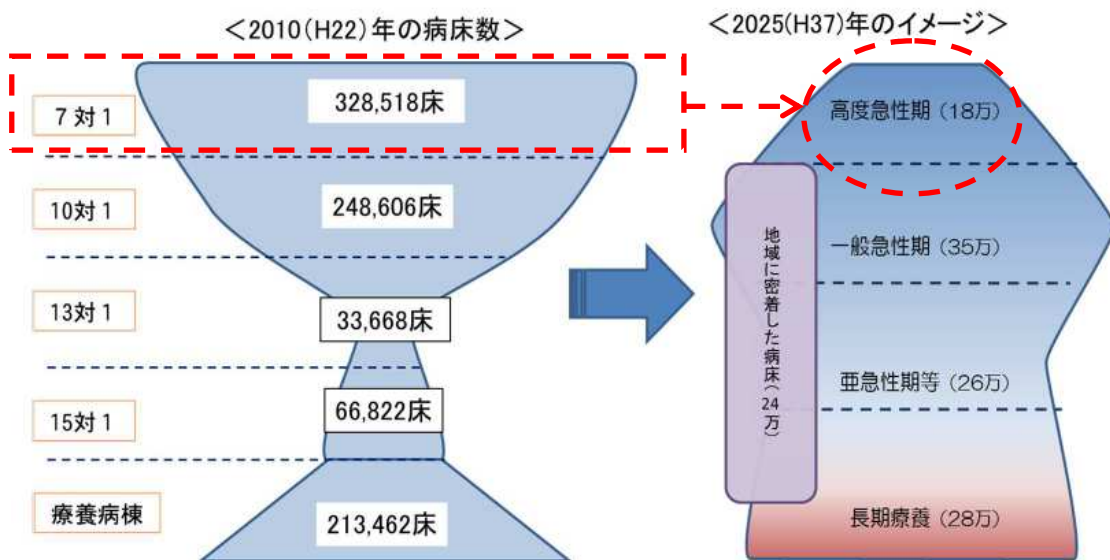 ＜2010(H22)年の病床数＞
7対1
328,518床
10対1
248,606床
13対1
33,668床
15対1
66,822床
療養病棟
213,462床
＜2025(H37)年のイメージ＞
高度急性期（18万）
一般急性期（35万）
亜急性期等（26万）
長期療養（28万）
地域に密着した病床（24万）